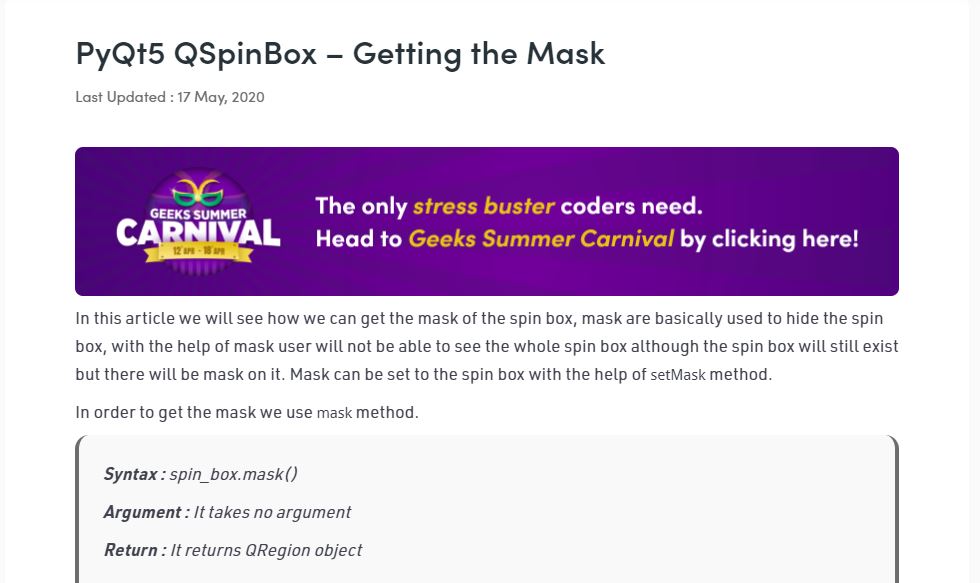 PyQt5 QSpinBox – Getting the Mask
Last Updated : 17 May, 2020
GEEKS SUMMER
CARNIVAL
12 APR - 18 APR
The only stress buster coders need.
Head to Geeks Summer Carnival by clicking here!
In this article we will see how we can get the mask of the spin box, mask are basically used to hide the spin
box, with the help of mask user will not be able to see the whole spin box although the spin box will still exist
but there will be mask on it. Mask can be set to the spin box with the help of setMask method.
In order to get the mask we use mask method.
Syntax : spin_box.mask()
Argument : It takes no argument
Return : It returns QRegion object